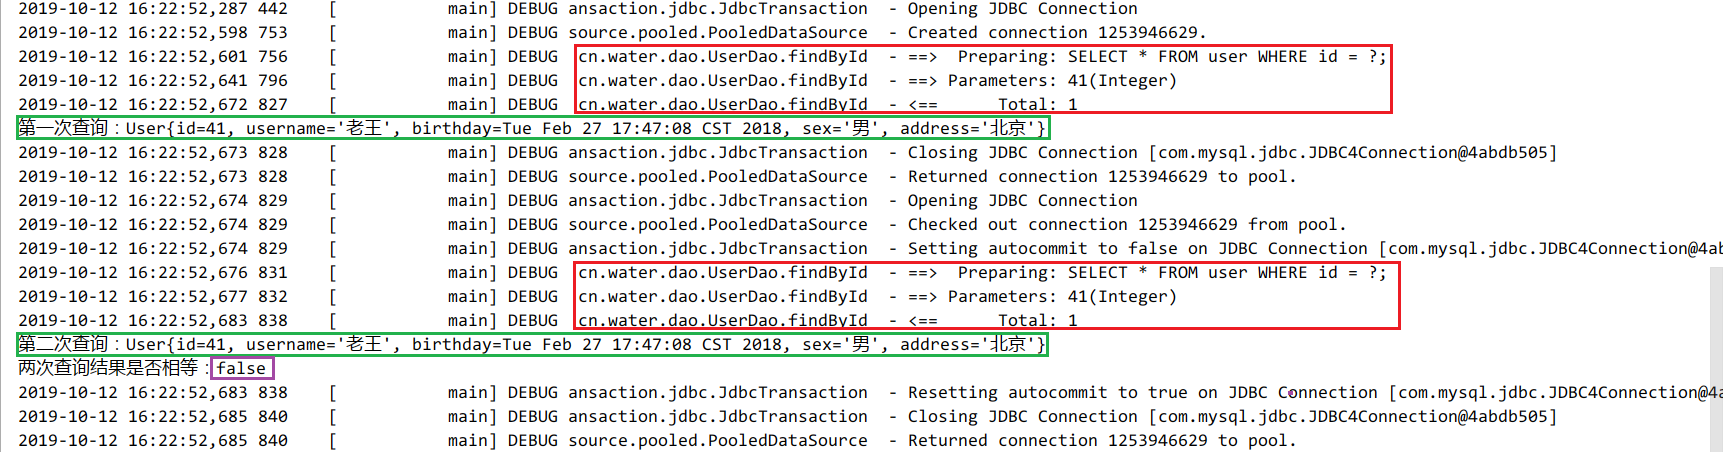 2019-10-12 16:22:52,287 442    [           main] DEBUG ansaction.jdbc.JdbcTransaction  - Opening JDBC Connection
2019-10-12 16:22:52,598 753    [           main] DEBUG source.pooled.PooledDataSource  - Created connection 1253946629.
2019-10-12 16:22:52,601 756    [           main] DEBUG  cn.water.dao.UserDao.findById  - ==>  Preparing: SELECT * FROM user WHERE id = ?;
2019-10-12 16:22:52,641 796    [           main] DEBUG  cn.water.dao.UserDao.findById  - ==> Parameters: 41(Integer)
2019-10-12 16:22:52,672 827    [           main] DEBUG  cn.water.dao.UserDao.findById  - <==      Total: 1
第一次查询：User{id=41, username='老王', birthday=Tue Feb 27 17:47:08 CST 2018, sex='男', address='北京'}
2019-10-12 16:22:52,673 828    [           main] DEBUG ansaction.jdbc.JdbcTransaction  - Closing JDBC Connection [com.mysql.jdbc.JDBC4Connection@4abdb505]
2019-10-12 16:22:52,673 828    [           main] DEBUG source.pooled.PooledDataSource  - Returned connection 1253946629 to pool.
2019-10-12 16:22:52,674 829    [           main] DEBUG ansaction.jdbc.JdbcTransaction  - Opening JDBC Connection
2019-10-12 16:22:52,674 829    [           main] DEBUG source.pooled.PooledDataSource  - Checked out connection 1253946629 from pool.
2019-10-12 16:22:52,674 829    [           main] DEBUG ansaction.jdbc.JdbcTransaction  - Setting autocommit to false on JDBC Connection [com.mysql.jdbc.JDBC4Connection@4ab
2019-10-12 16:22:52,676 831    [           main] DEBUG  cn.water.dao.UserDao.findById  - ==>  Preparing: SELECT * FROM user WHERE id = ?;
2019-10-12 16:22:52,677 832    [           main] DEBUG  cn.water.dao.UserDao.findById  - ==> Parameters: 41(Integer)
2019-10-12 16:22:52,683 838    [           main] DEBUG  cn.water.dao.UserDao.findById  - <==      Total: 1
第二次查询：User{id=41, username='老王', birthday=Tue Feb 27 17:47:08 CST 2018, sex='男', address='北京'}
两次查询结果是否相等：false
2019-10-12 16:22:52,683 838    [           main] DEBUG ansaction.jdbc.JdbcTransaction  - Resetting autocommit to true on JDBC Connection [com.mysql.jdbc.JDBC4Connection@4a
2019-10-12 16:22:52,685 840    [           main] DEBUG ansaction.jdbc.JdbcTransaction  - Closing JDBC Connection [com.mysql.jdbc.JDBC4Connection@4abdb505]
2019-10-12 16:22:52,685 840    [           main] DEBUG source.pooled.PooledDataSource  - Returned connection 1253946629 to pool.